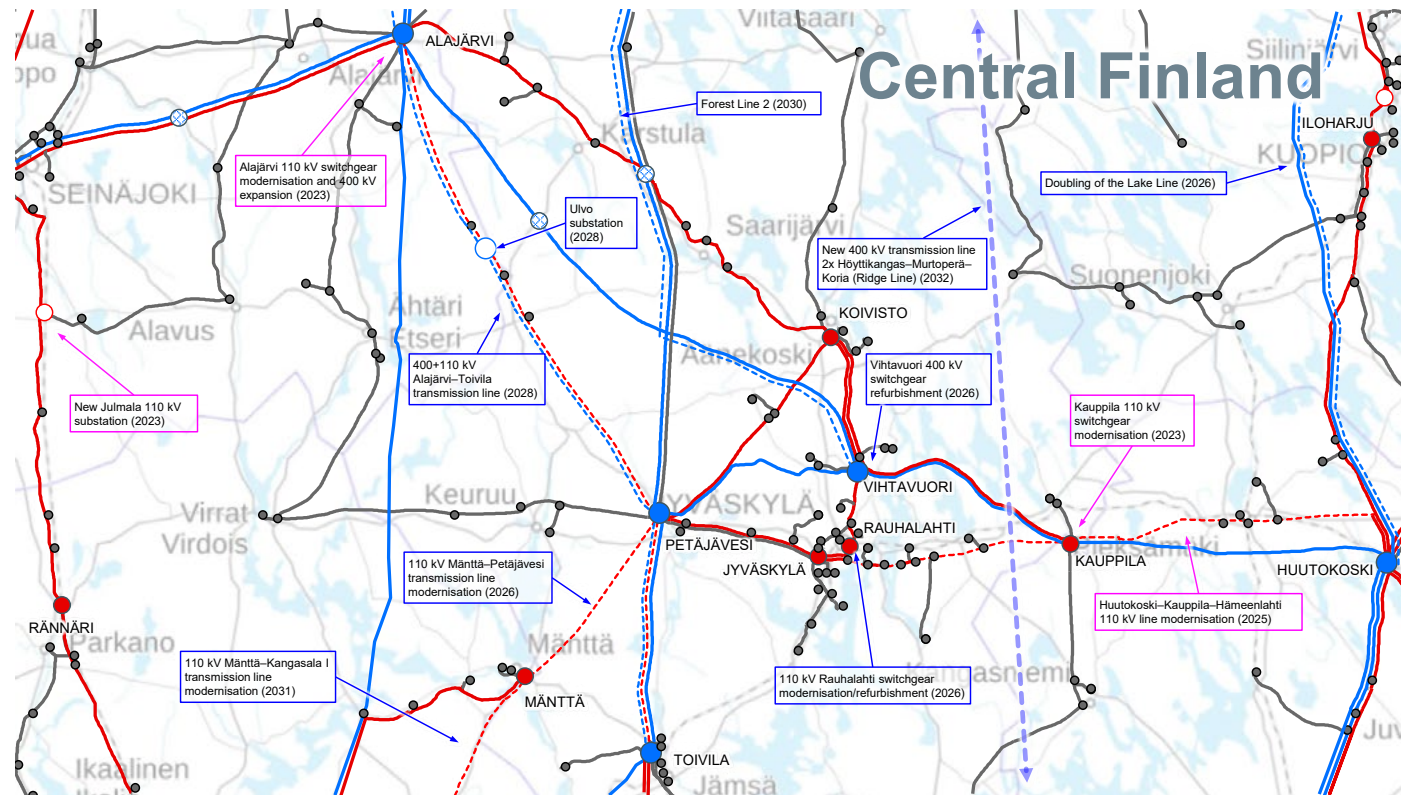 Viitasaari
Central Finland
Siilinjärvi
ALAJÄRVI
Forest Line 2 (2030)
ILOHARJU
KUOPIO
Karstula
Alajärvi 110 kV switchgear
modernisation and 400 kV
expansion (2023)
Doubling of the Lake Line (2026)
SEINÄJOKI
Ulvo
substation
(2028)
Saarijärvi
New 400 kV transmission line
2x Höyttikangas–Murtoperä–
Koria (Ridge Line) (2032)
Suonenjoki
Ähtäri
Etseri
Alavus
KOIVISTO
Äänekoski
400+110 kV
Alajärvi–Toivila
transmission line (2028)
Vihtavuori 400 kV
switchgear
refurbishment (2026)
New Julmala 110 kV
substation (2023)
Kauppila 110 kV
switchgear
modernisation (2023)
Keuruu
VIHTAVUORI
Virrat
Virdois
RAUHALAHTI
PETÄJÄVESI
JYVÄSKYLÄ
KAUPPILA
HUUTOKOSKI
110 kV Mänttä–Petäjävesi
transmission line
modernisation (2026)
Huutokoski–Kauppila–Hämeenlahti
110 kV line modernisation (2025)
RÄNNÄRI
Parkano
Mänttä
110 kV Mänttä–Kangasala I
transmission line
modernisation (2031)
MÄNTTÄ
Kangasniemi
110 kV Rauhalahti switchgear
modernisation/refurbishment (2026)
TOIVILA
Ikaalinen
Jämsä